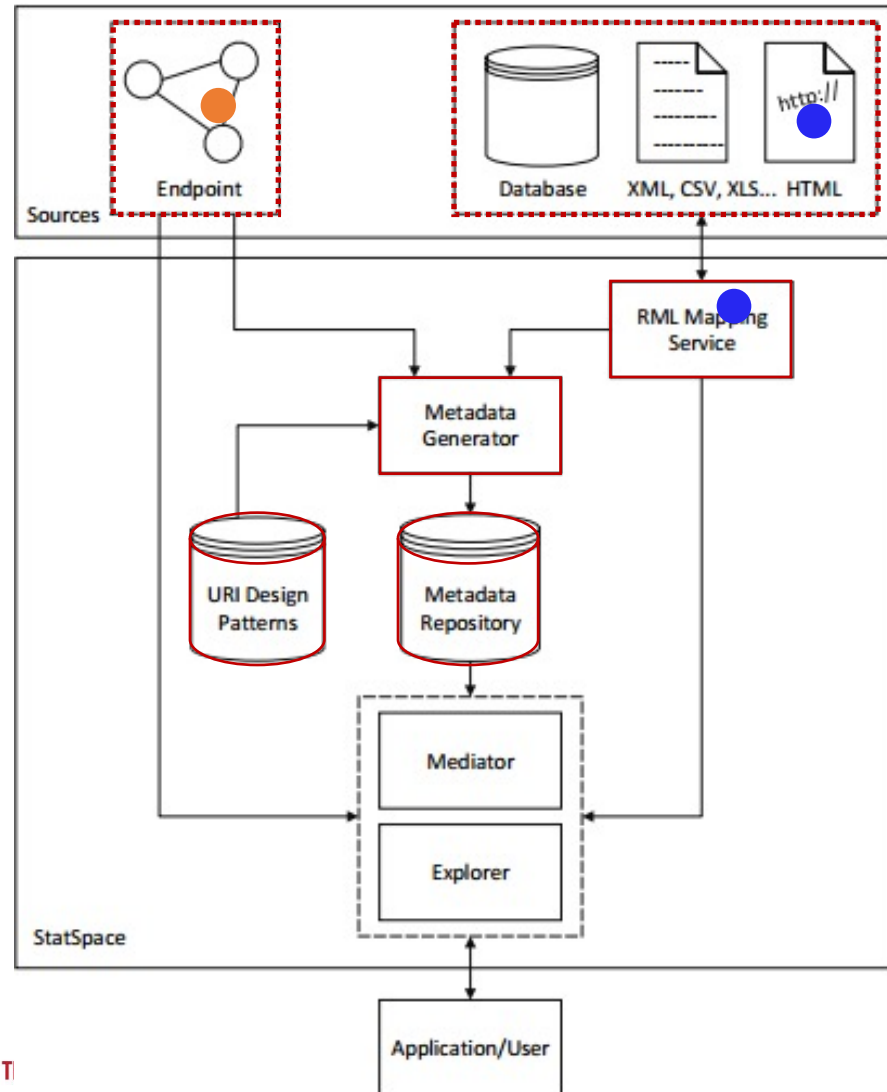 http://
Endpoint
Database
XML, CSV, XLS...
HTML
Sources
RML Mapping
Service
Metadata
Generator
URI Design
Patterns
Metadata
Repository
Mediator
Explorer
StatSpace
Application/User